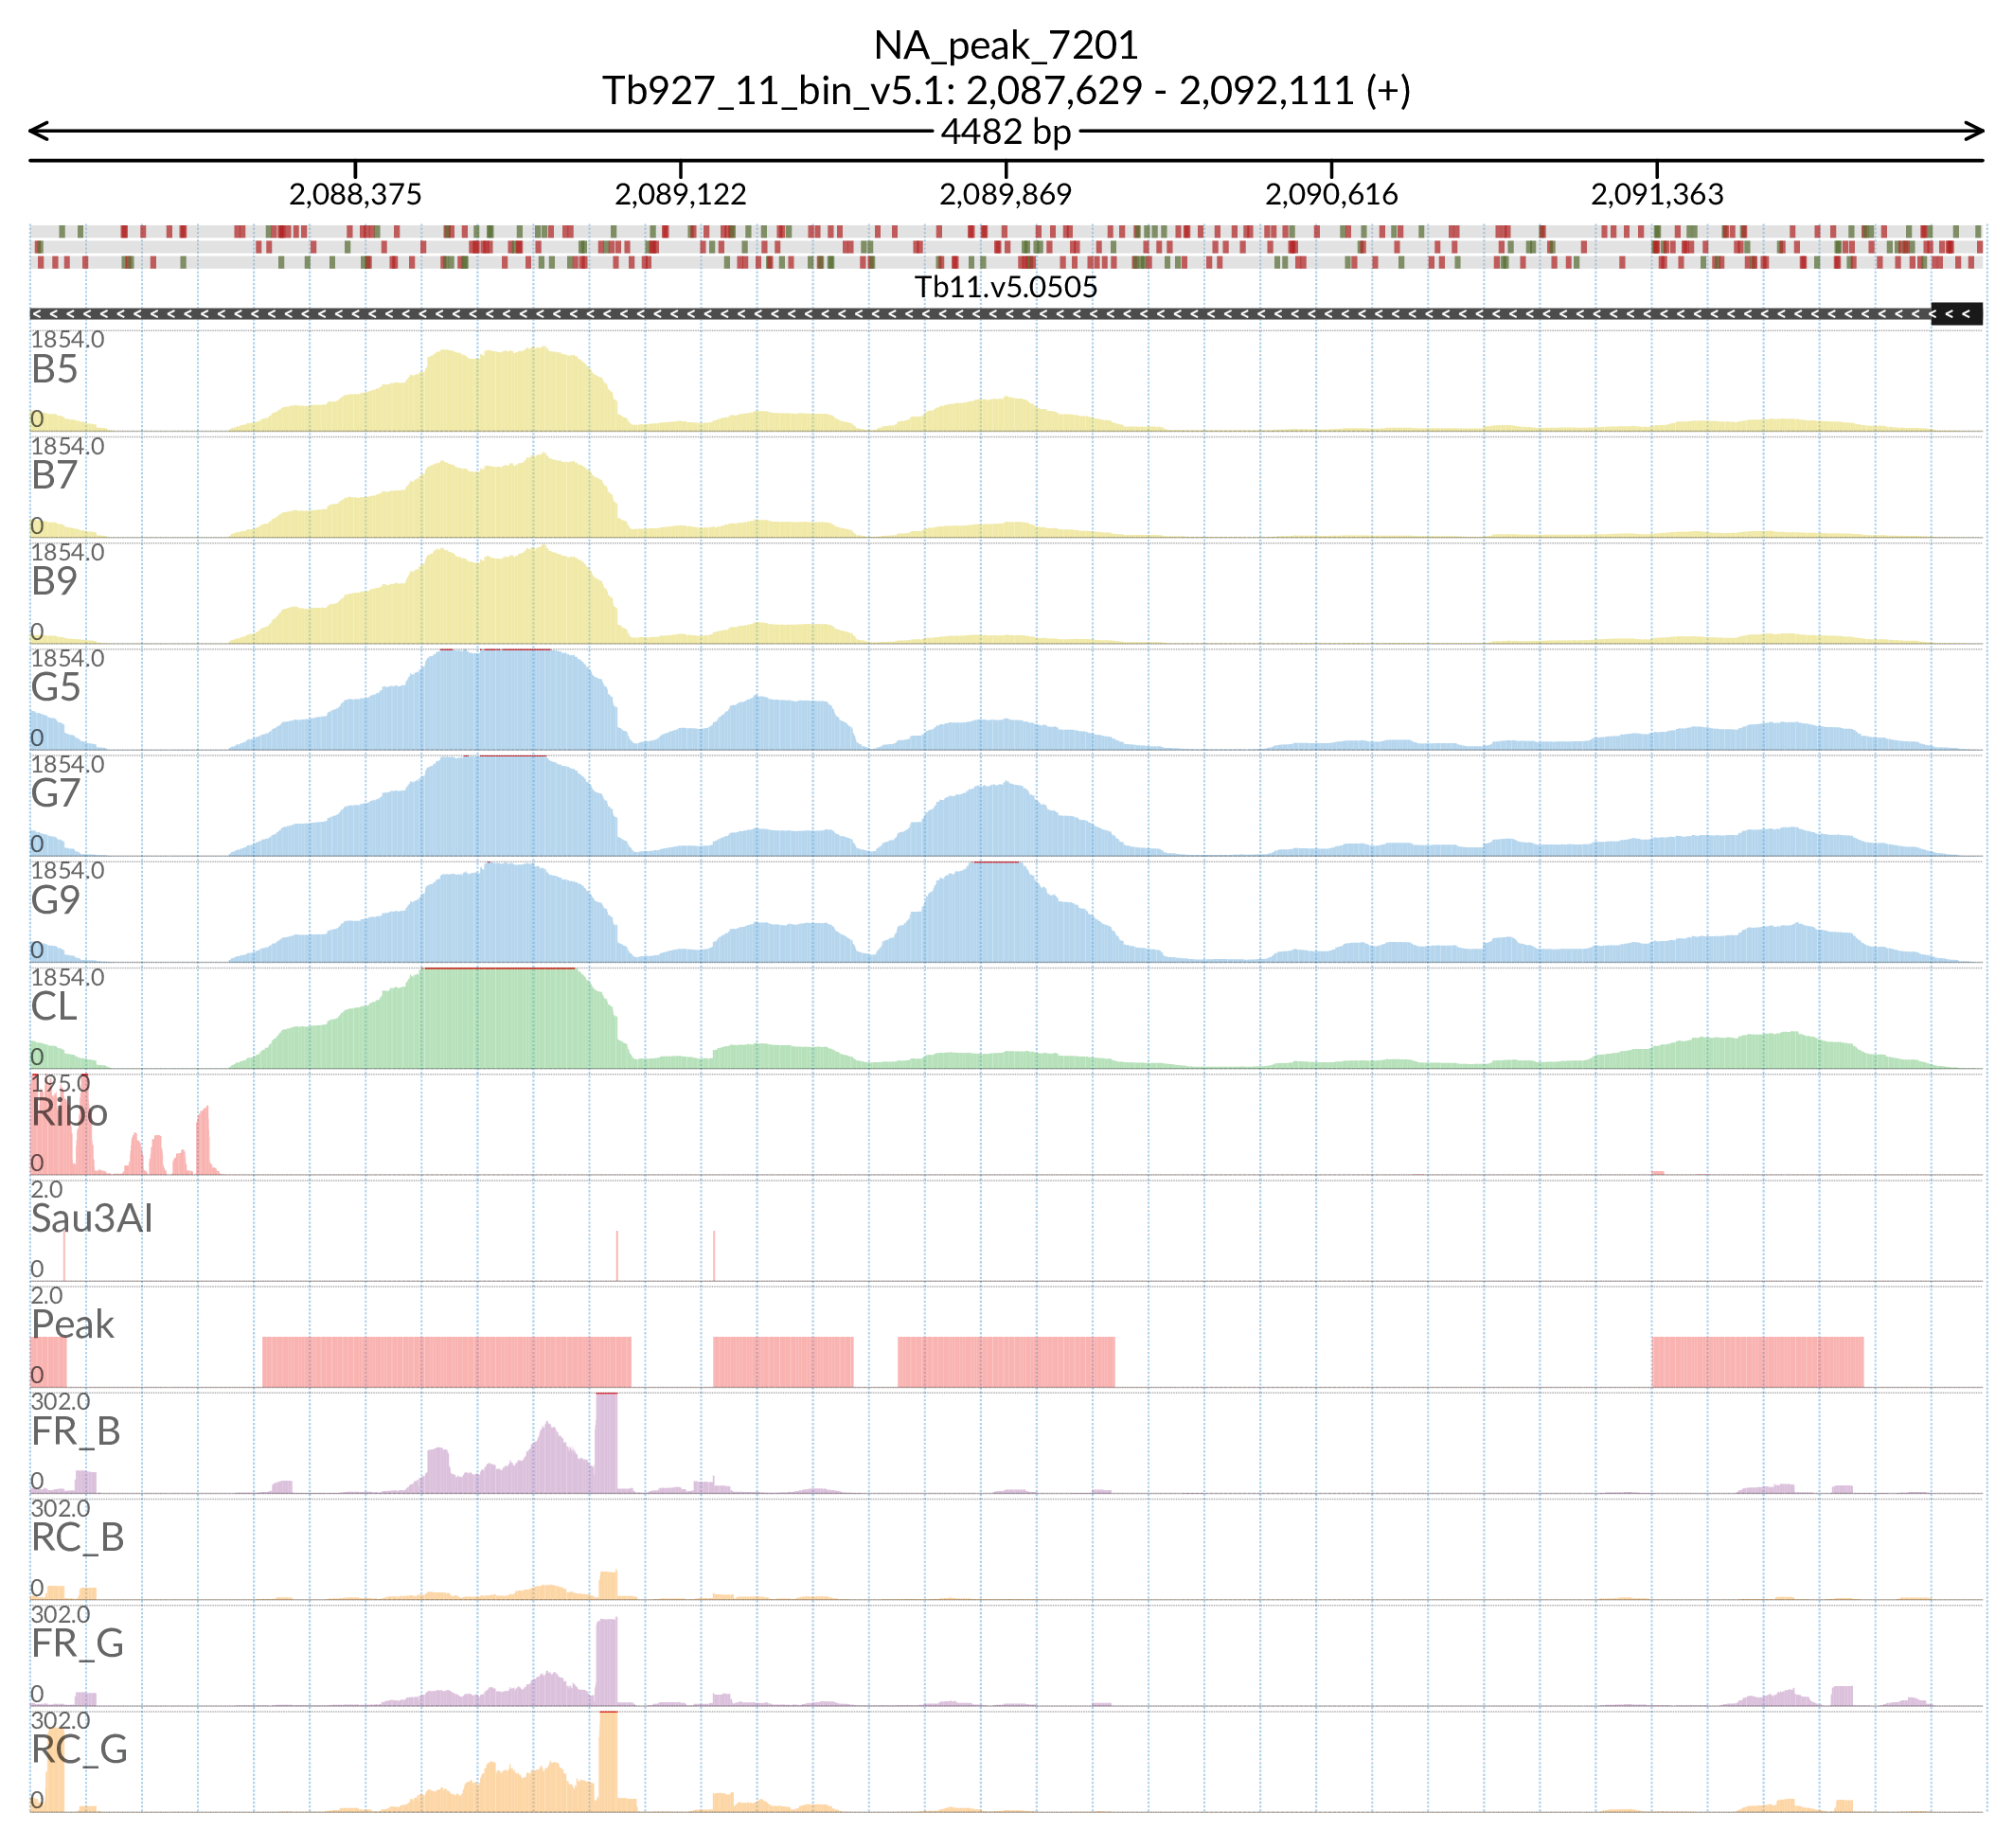 NA_peak_7201
Tb927_11_bin_v5.1: 2,087,629 - 2,092,111 (+)
4482 bp
2,088,375 2,089,122 2,089,869 2,090,616 2,091,363
Tb11.v5.0505
1854.0
B5
0
1854.0
B7
0
1854.0
B9
0
1854.0
G5
0
1854.0
G7
0
1854.0
G9
0
1854.0
CL
0
195.0
Ribo
0
2.0
Sau3AI
0
2.0
Peak
0
302.0
FR_B
0
302.0
RC_B
0
302.0
FR_G
0
302.0
RC_G
0